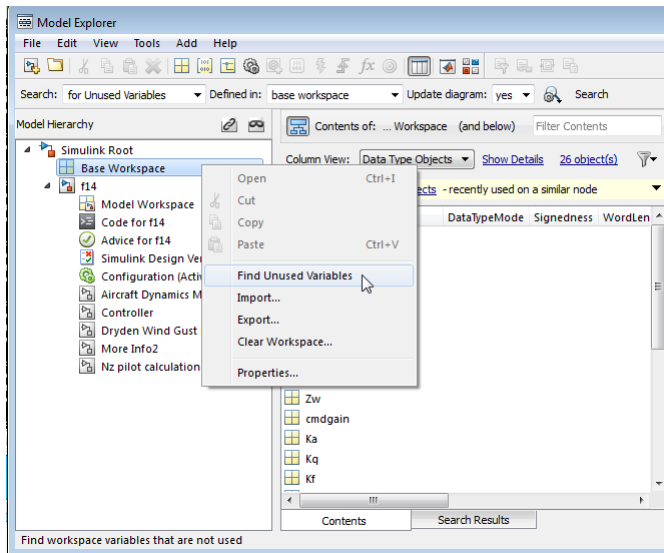 Model Explorer
File Edit View Tools Add Help
Search: for Unused Variables Defined in: base workspace Update diagram: yes Search
Model Hierarchy
Contents of: ... Workspace (and below) Filter Contents
Simulink Root
Column View: Data Type Objects Show Details 26 object(s)
Base Workspace
ects - recently used on a similar node
f14
DataTypeMode Signedness WordLen
Model Workspace
Code for f14
Advice for f14
Simulink Design Ver
Configuration (Activ
Aircraft Dynamics M
Controller
Dryden Wind Gust
More Info2
Nz pilot calculation
Open Ctrl+I
Cut
Copy
Paste Ctrl+V
Find Unused Variables
Import...
Export...
Clear Workspace...
Properties...
Zw
cmdgain
Ka
Kq
Kf
Contents Search Results
Find workspace variables that are not used